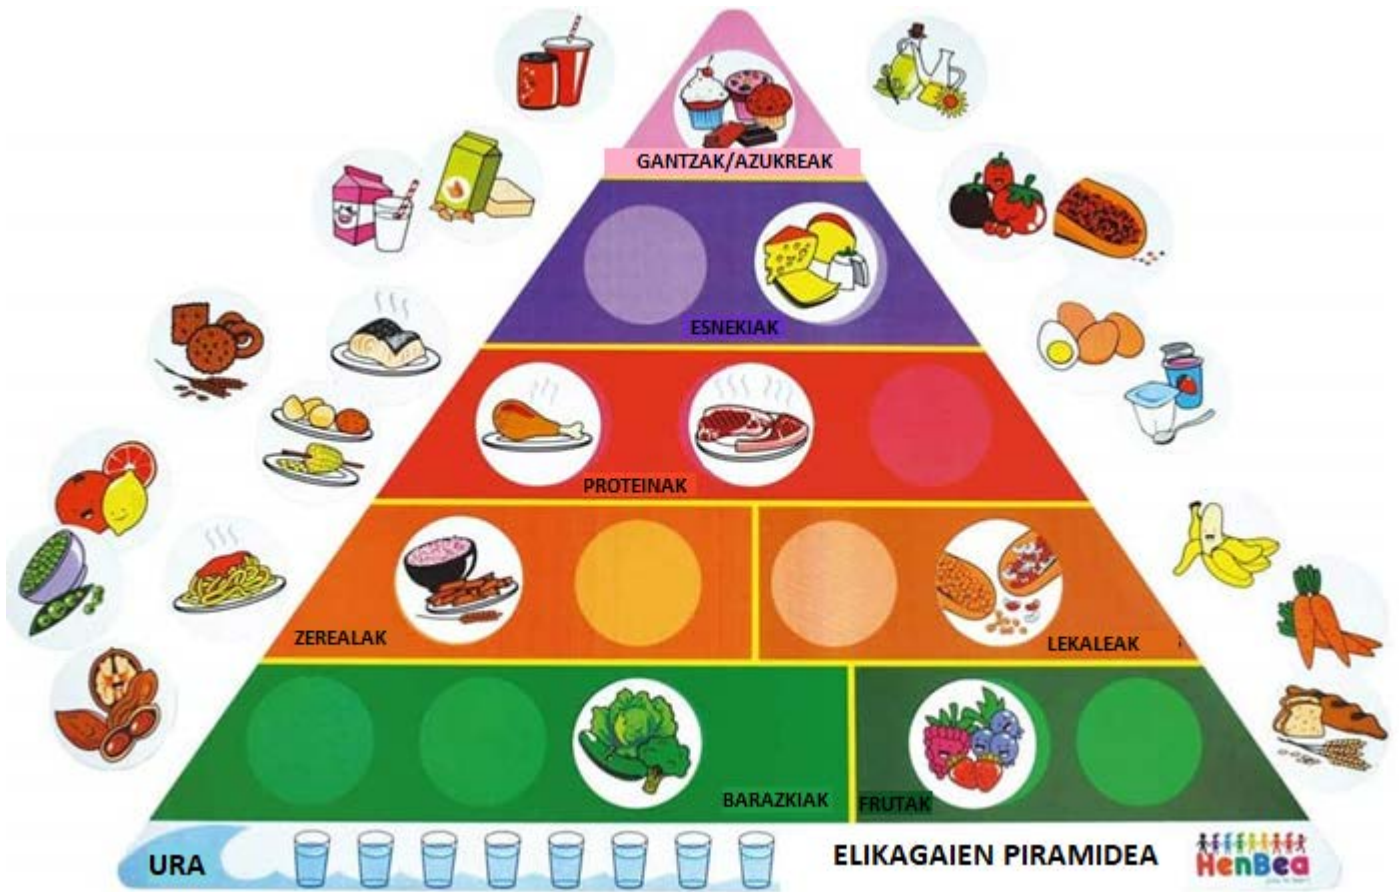 GANTZAK/AZUKREAK
ESNEKIAK
PROTEINAK
ZEREALAK
LEKALEAK
BARAZKIAK
FRUTAK
URA
ELIKAGAIEN PIRAMIDEA
HenBea